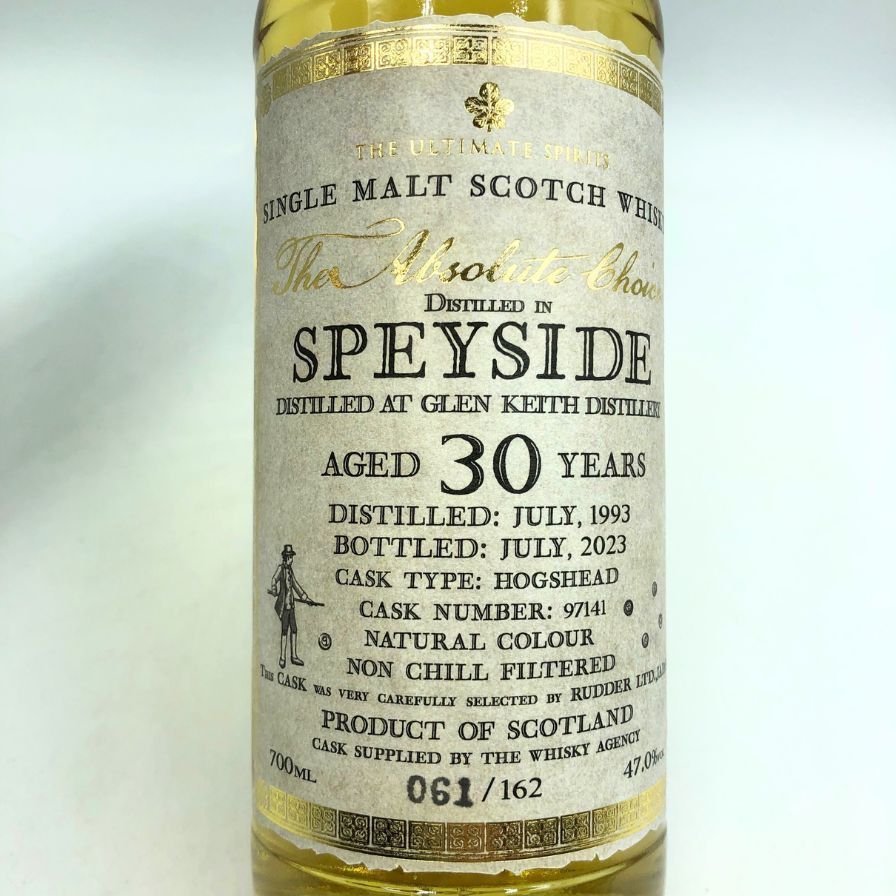 THE ULTIMATE SPIRITS
SINGLE MALT SCOTCH WHISK
The Absolute Choic
DISTILLED IN
SPEYSIDE
DISTILLED AT GLEN KEITH DISTILLERY
AGED 30 YEARS
DISTILLED: JULY, 1993
BOTTLED: JULY, 2023
CASK TYPE: HOGSHEAD
CASK NUMBER: 97141
NATURAL COLOUR
NON CHILL FILTERED
THIS CASK WAS VERY CAREFULLY SELECTED BY RUDDER LTD.,
PRODUCT OF SCOTLAND
CASK SUPPLIED BY THE WHISKY AGENCY
700ML 061/162 47.0%